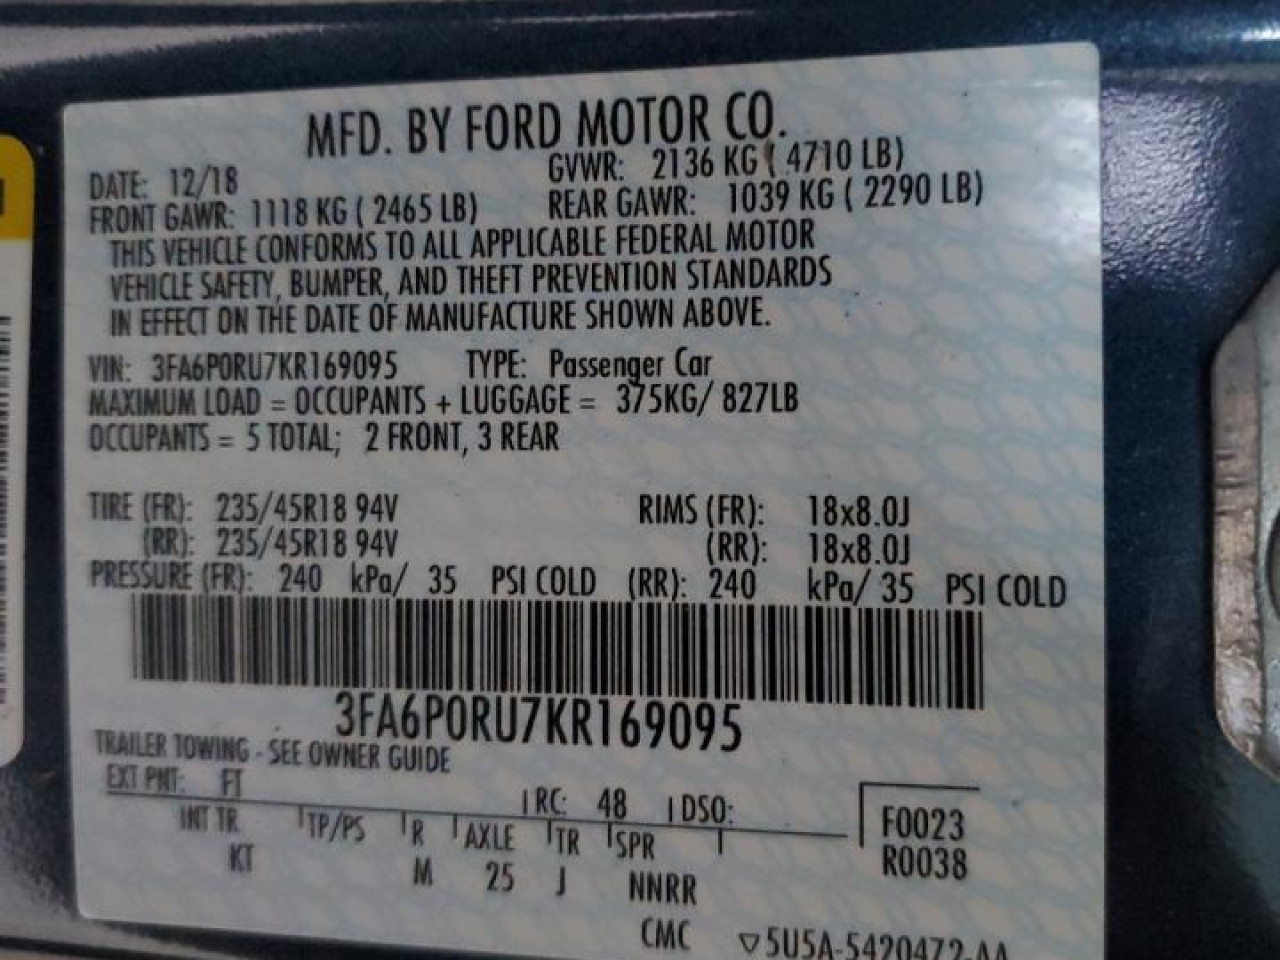 MFD. BY FORD MOTOR CO.
DATE: 12/18 GVWR: 2136 KG ( 4710 LB)
FRONT GAWR: 1118 KG ( 2465 LB) REAR GAWR: 1039 KG ( 2290 LB)
THIS VEHICLE CONFORMS TO ALL APPLICABLE FEDERAL MOTOR
VEHICLE SAFETY, BUMPER, AND THEFT PREVENTION STANDARDS
IN EFFECT ON THE DATE OF MANUFACTURE SHOWN ABOVE.
VIN: 3FA6P0RU7KR169095 TYPE: Passenger Car
MAXIMUM LOAD = OCCUPANTS + LUGGAGE = 375KG/ 827LB
OCCUPANTS = 5 TOTAL; 2 FRONT, 3 REAR
TIRE (FR): 235/45R18 94V RIMS (FR): 18x8.0J
(RR): 235/45R18 94V (RR): 18x8.0J
PRESSURE (FR): 240 kPa/ 35 PSI COLD (RR): 240 kPa/ 35 PSI COLD
3FA6P0RU7KR169095
TRAILER TOWING - SEE OWNER GUIDE
EXT PNT: FT RC: 48 DSO:
INT TR TP/PS R AXLE TR SPR
KT M 25 J NNRR
F0023
R0038
CMC ▽5U5A-5420472-AA